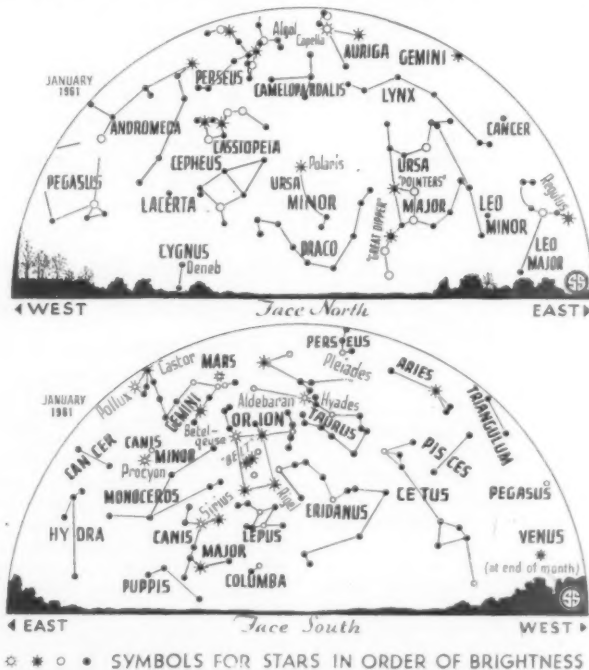 Algol
Capella
AURIGA
GEMINI
JANUARY
1961
PERSEUS
CAMELOPARDALIS
LYNX
ANDROMEDA
CANCER
CASSIOPEIA
CEPHEUS
Polaris
URSA
"POINTERS"
MAJOR
PEGASUS
URSA
MINOR
Regulus
LACERTA
LEO
MINOR
DRACO
"GREAT DIPPER"
CYGNUS
Deneb
LEO
MAJOR
SS
WEST
Face North
EAST
PERSEUS
Pleiades
Castor
MARS
ARIES
Pollux
JANUARY
1961
GEMINI
Aldebaran
Hyades
TRIANGULUM
Betel-
geuse
ORION
TAURUS
CANCER
CANIS
MINOR
"BELT"
PISCES
Procyon
MONOCEROS
Rigel
CETUS
PEGASUS
Sirius
ERIDANUS
HYDRA
CANIS
MAJOR
LEPUS
VENUS
(at end of month)
PUPPIS
COLUMBA
SS
EAST
Face South
WEST
SYMBOLS FOR STARS IN ORDER OF BRIGHTNESS